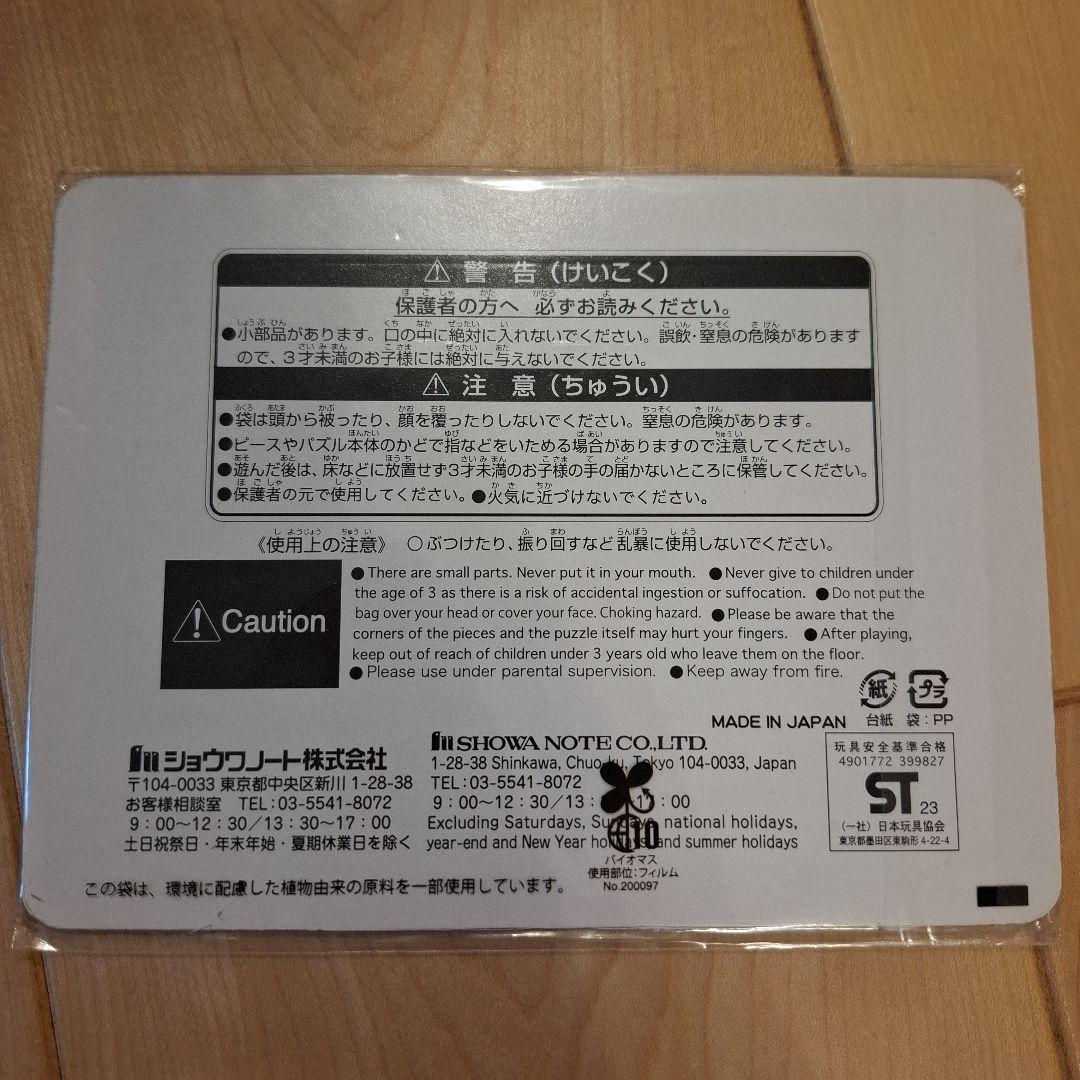 ⚠ 警告（けいこく）
保護者の方へ 必ずお読みください。
●小部品があります。口の中に絶対に入れないでください。誤飲・窒息の危険があります
ので、3才未満のお子様には絶対に与えないでください。
⚠ 注意（ちゅうい）
●袋は頭から被ったり、顔を覆ったりしないでください。窒息の危険があります。
●ピースやパズル本体のかどで指などをいためる場合がありますので注意してください。
●遊んだ後は、床などに放置せず3才未満のお子様の手の届かないところに保管してください。
●保護者の元で使用してください。●火気に近づけないでください。
《使用上の注意》 ○ぶつけたり、振り回すなど乱暴に使用しないでください。
⚠Caution
●There are small parts. Never put it in your mouth. ●Never give to children under
the age of 3 as there is a risk of accidental ingestion or suffocation. ●Do not put the
bag over your head or cover your face. Choking hazard. ●Please be aware that the
corners of the pieces and the puzzle itself may hurt your fingers. ●After playing,
keep out of reach of children under 3 years old who leave them on the floor.
●Please use under parental supervision. ●Keep away from fire.
紙 プラ
MADE IN JAPAN 台紙 袋：PP
ショウワノート株式会社
〒104-0033 東京都中央区新川 1-28-38
お客様相談室 TEL：03-5541-8072
9：00～12：30/13：30～17：00
土日祝祭日・年末年始・夏期休業日を除く
SHOWA NOTE CO.,LTD.
1-28-38 Shinkawa, Chuo-ku, Tokyo 104-0033, Japan
TEL：03-5541-8072
9：00～12：30/13：
：00
Excluding Saturdays, Sundays, national holidays,
year-end and New Year holidays and summer holidays
玩具安全基準合格
4901772 399827
ST 23
（一社）日本玩具協会
東京都墨田区東駒形 4-22-4
バイオマス
使用部位：フィルム
No.200097
この袋は、環境に配慮した植物由来の原料を一部使用しています。